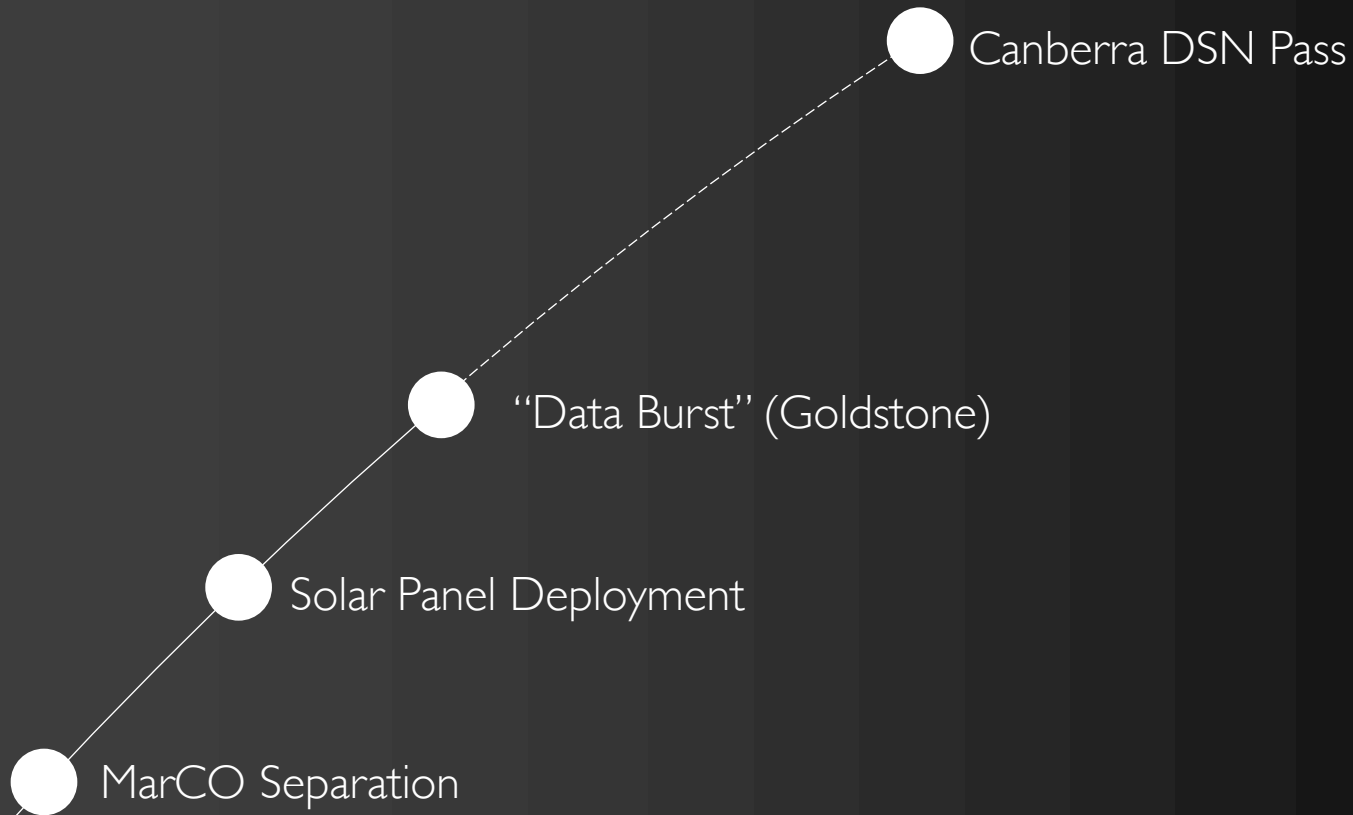 Canberra DSN Pass
“Data Burst” (Goldstone)
Solar Panel Deployment
MarCO Separation